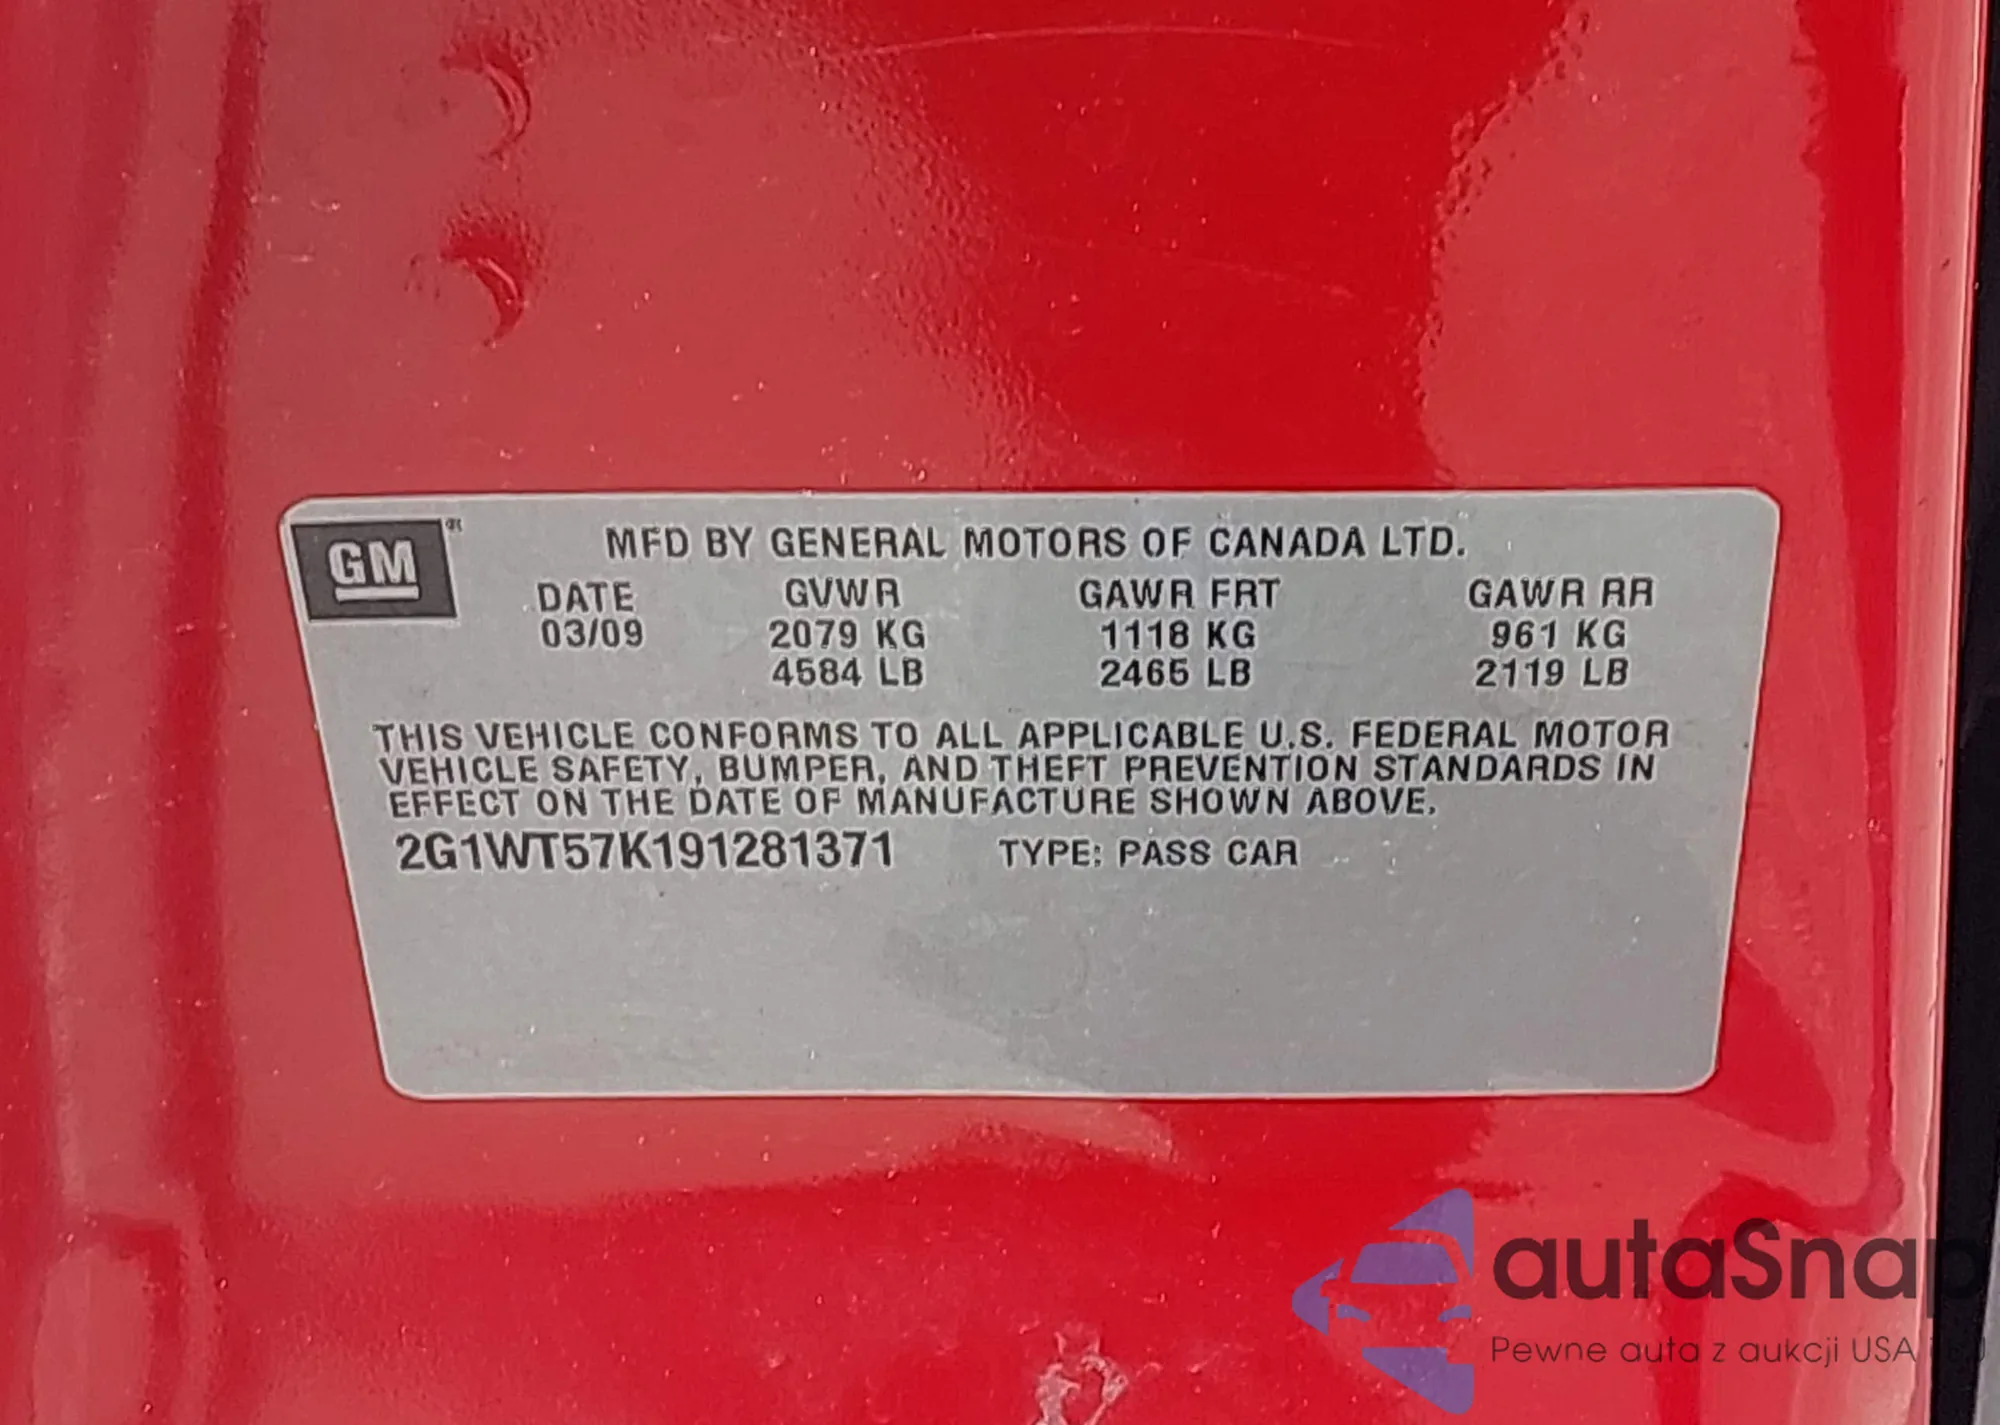 GM
MFD BY GENERAL MOTORS OF CANADA LTD.
DATE GVWR GAWR FRT GAWR RR
03/09 2079 KG 1118 KG 961 KG
4584 LB 2465 LB 2119 LB
THIS VEHICLE CONFORMS TO ALL APPLICABLE U.S. FEDERAL MOTOR
VEHICLE SAFETY, BUMPER, AND THEFT PREVENTION STANDARDS IN
EFFECT ON THE DATE OF MANUFACTURE SHOWN ABOVE.
2G1WT57K191281371 TYPE: PASS CAR
autaSnap
Pewne auta z aukcji USA i EU